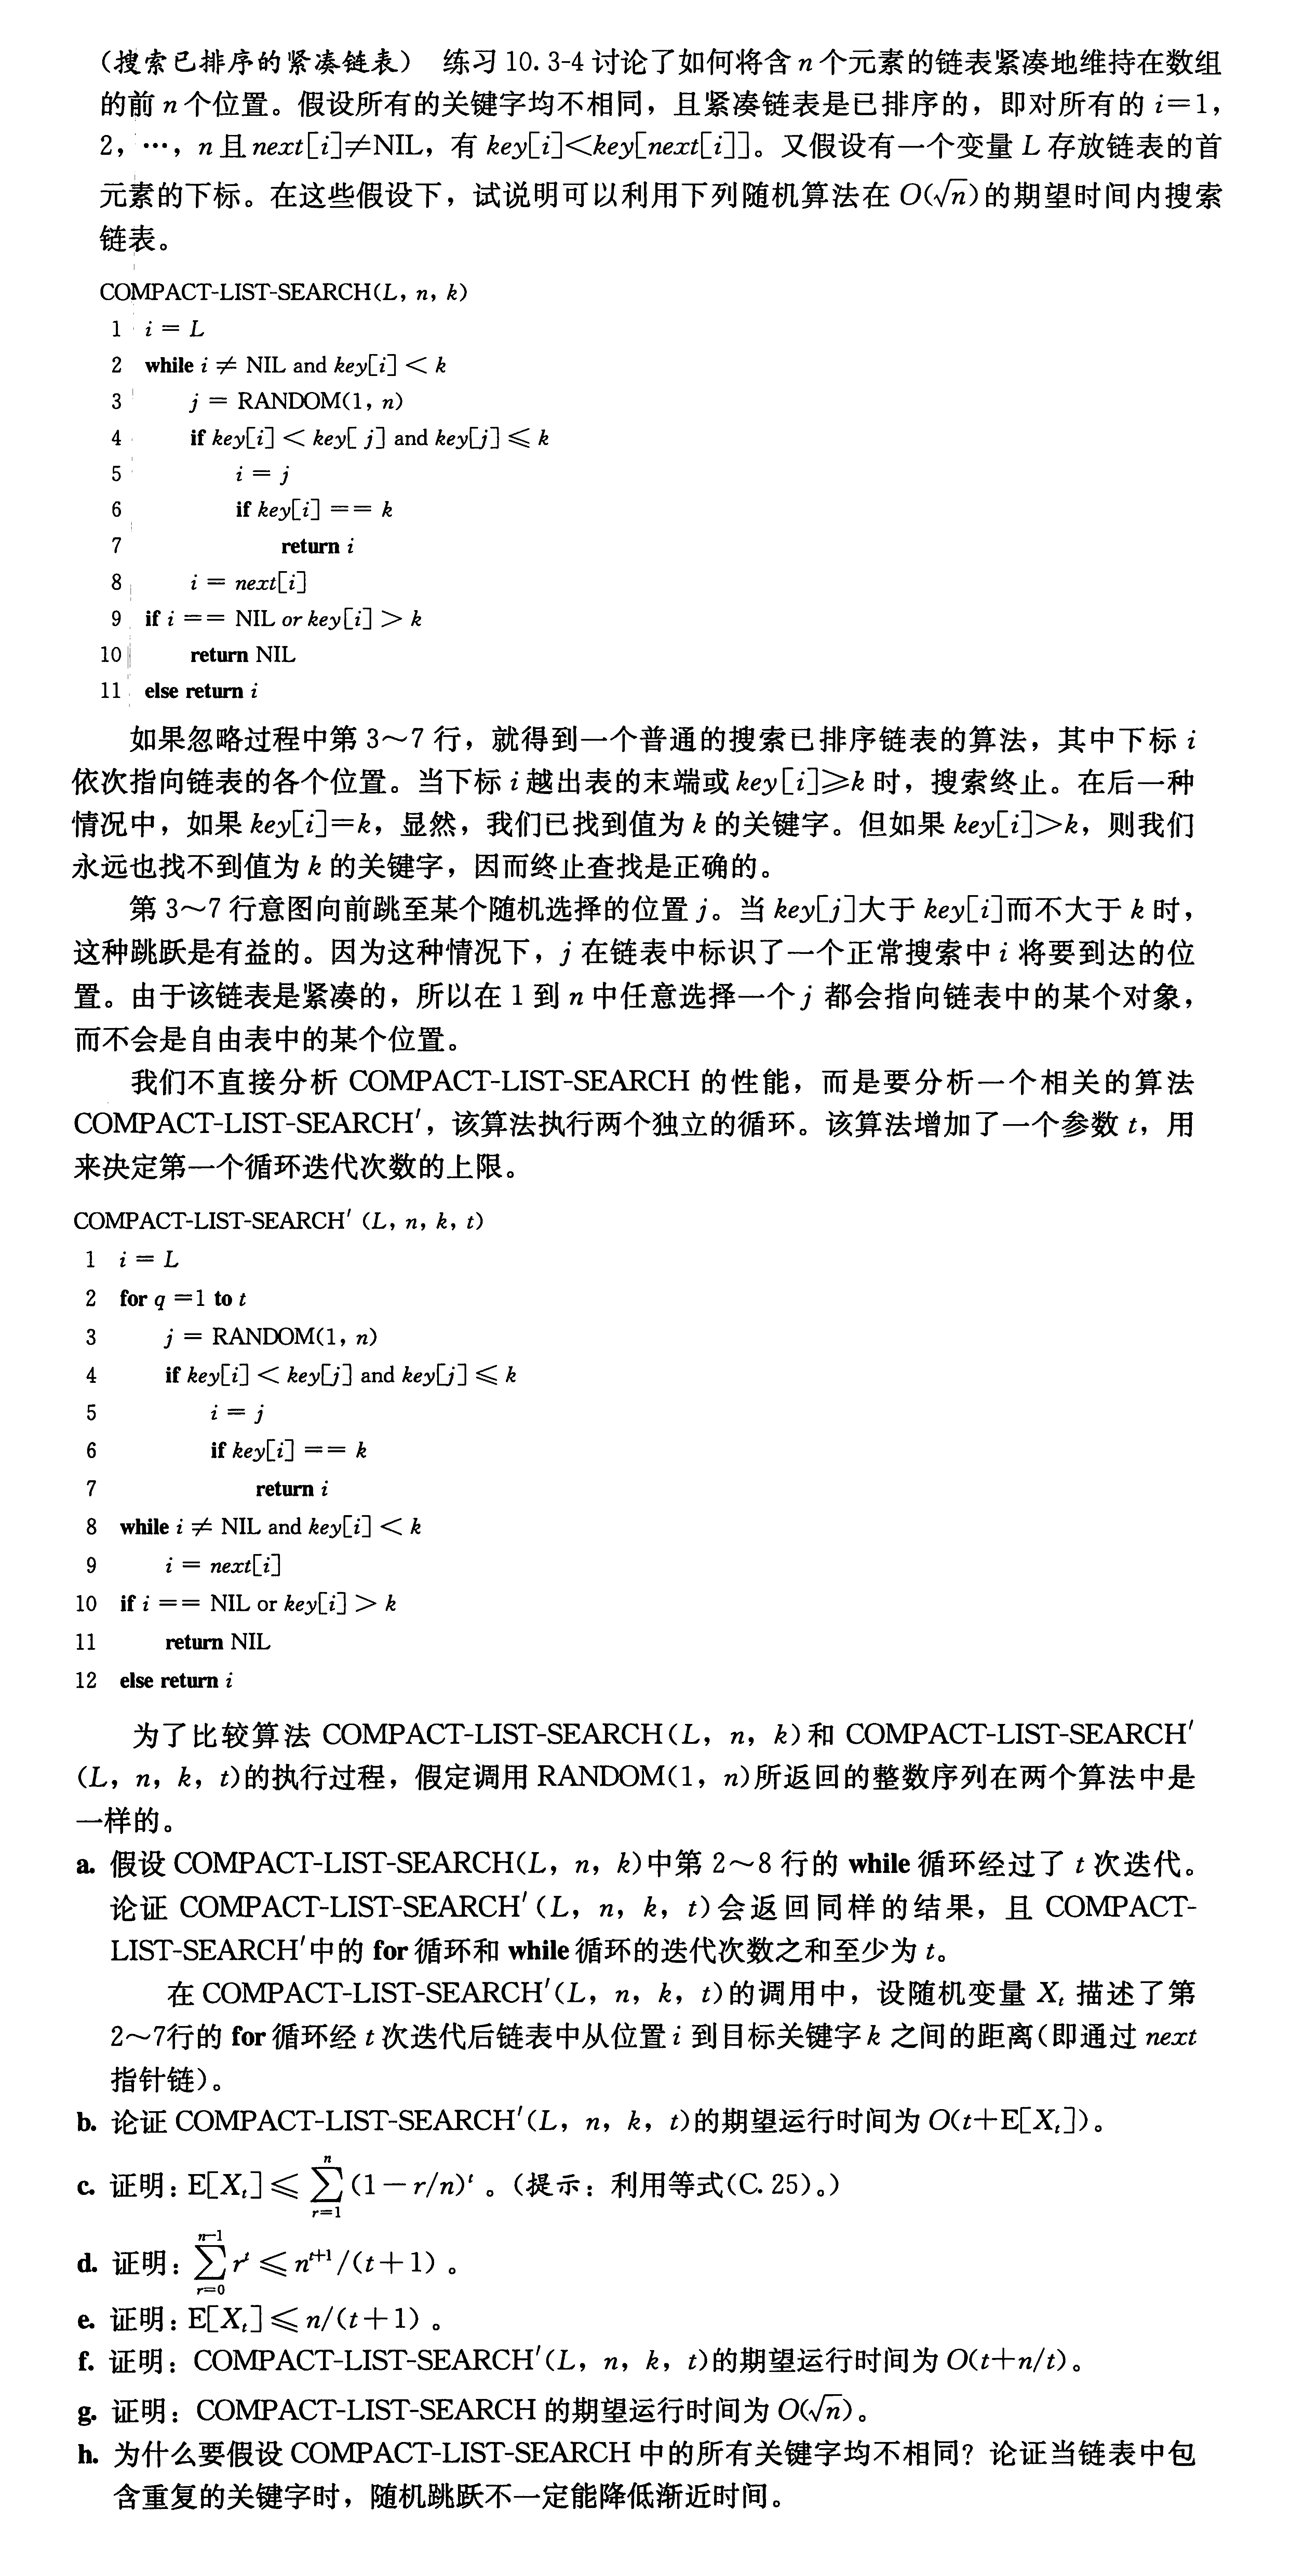 （搜索已排序的紧凑链表） 练习 10.3-4 讨论了如何将含 n 个元素的链表紧凑地维持在数组
的前 n 个位置。假设所有的关键字均不相同，且紧凑链表是已排序的，即对所有的 i=1，
2，…，n 且 next[i]≠NIL，有 key[i]<key[next[i]]。又假设有一个变量 L 存放链表的首
元素的下标。在这些假设下，试说明可以利用下列随机算法在 O(√n)的期望时间内搜索
链表。
COMPACT-LIST-SEARCH(L, n, k)
1 i = L
2 while i ≠ NIL and key[i] < k
3 j = RANDOM(1, n)
4 if key[i] < key[j] and key[j] ≤ k
5 i = j
6 if key[i] == k
7 return i
8 i = next[i]
9 if i == NIL or key[i] > k
10 return NIL
11 else return i
如果忽略过程中第 3～7 行，就得到一个普通的搜索已排序链表的算法，其中下标 i
依次指向链表的各个位置。当下标 i 越出表的末端或 key[i]≥k 时，搜索终止。在后一种
情况中，如果 key[i]=k，显然，我们已找到值为 k 的关键字。但如果 key[i]>k，则我们
永远也找不到值为 k 的关键字，因而终止查找是正确的。
第 3～7 行意图向前跳至某个随机选择的位置 j。当 key[j]大于 key[i]而不大于 k 时，
这种跳跃是有益的。因为这种情况下，j 在链表中标识了一个正常搜索中 i 将要到达的位
置。由于该链表是紧凑的，所以在 1 到 n 中任意选择一个 j 都会指向链表中的某个对象，
而不会是自由表中的某个位置。
我们不直接分析 COMPACT-LIST-SEARCH 的性能，而是要分析一个相关的算法
COMPACT-LIST-SEARCH′，该算法执行两个独立的循环。该算法增加了一个参数 t，用
来决定第一个循环迭代次数的上限。
COMPACT-LIST-SEARCH′ (L, n, k, t)
1 i = L
2 for q =1 to t
3 j = RANDOM(1, n)
4 if key[i] < key[j] and key[j] ≤ k
5 i = j
6 if key[i] == k
7 return i
8 while i ≠ NIL and key[i] < k
9 i = next[i]
10 if i == NIL or key[i] > k
11 return NIL
12 else return i
为了比较算法 COMPACT-LIST-SEARCH(L, n, k)和 COMPACT-LIST-SEARCH′
(L, n, k, t)的执行过程，假定调用 RANDOM(1, n)所返回的整数序列在两个算法中是
一样的。
a. 假设 COMPACT-LIST-SEARCH(L, n, k)中第 2～8 行的 while 循环经过了 t 次迭代。
论证 COMPACT-LIST-SEARCH′(L, n, k, t)会返回同样的结果，且 COMPACT-
LIST-SEARCH′中的 for 循环和 while 循环的迭代次数之和至少为 t。
在 COMPACT-LIST-SEARCH′(L, n, k, t)的调用中，设随机变量 Xₜ 描述了第
2～7行的 for 循环经 t 次迭代后链表中从位置 i 到目标关键字 k 之间的距离(即通过 next
指针链)。
b. 论证 COMPACT-LIST-SEARCH′(L, n, k, t)的期望运行时间为 O(t+E[Xₜ])。
c. 证明：E[Xₜ] ≤ ∑_{r=1}^{n} (1－r/n)^t 。(提示：利用等式(C.25)。)
d. 证明：∑_{r=0}^{n-1} r^t ≤ n^{t+1}/(t+1) 。
e. 证明：E[Xₜ] ≤ n/(t+1) 。
f. 证明：COMPACT-LIST-SEARCH′(L, n, k, t)的期望运行时间为 O(t+n/t)。
g. 证明：COMPACT-LIST-SEARCH 的期望运行时间为 O(√n)。
h. 为什么要假设 COMPACT-LIST-SEARCH 中的所有关键字均不相同？论证当链表中包
含重复的关键字时，随机跳跃不一定能降低渐近时间。